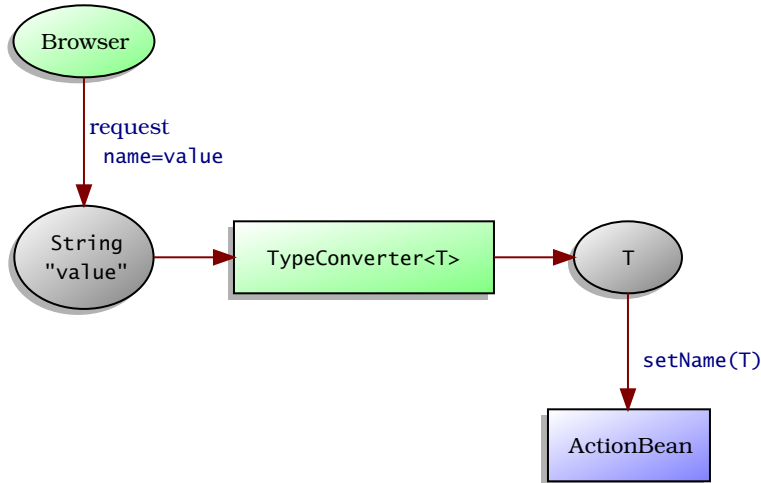 Browser
request
name=value
String
"value"
TypeConverter<T>
T
setName(T)
ActionBean